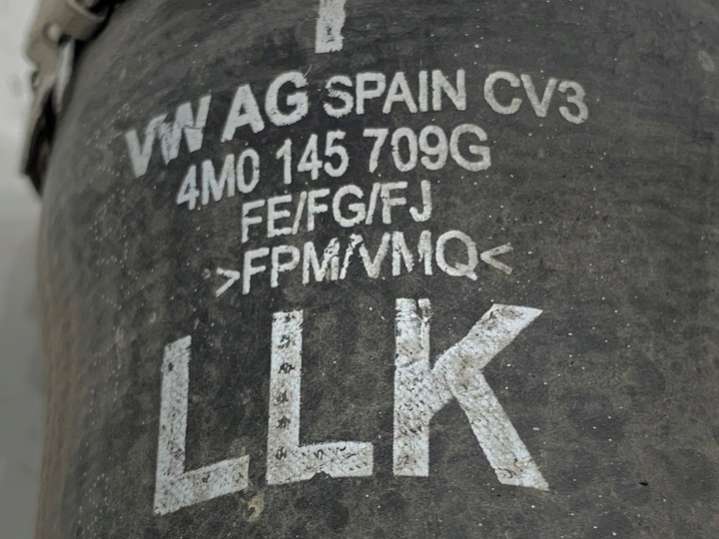 VW AG SPAIN CV3
4M0 145 709G
FE/FG/FJ
>FPM/VMQ<
LLK